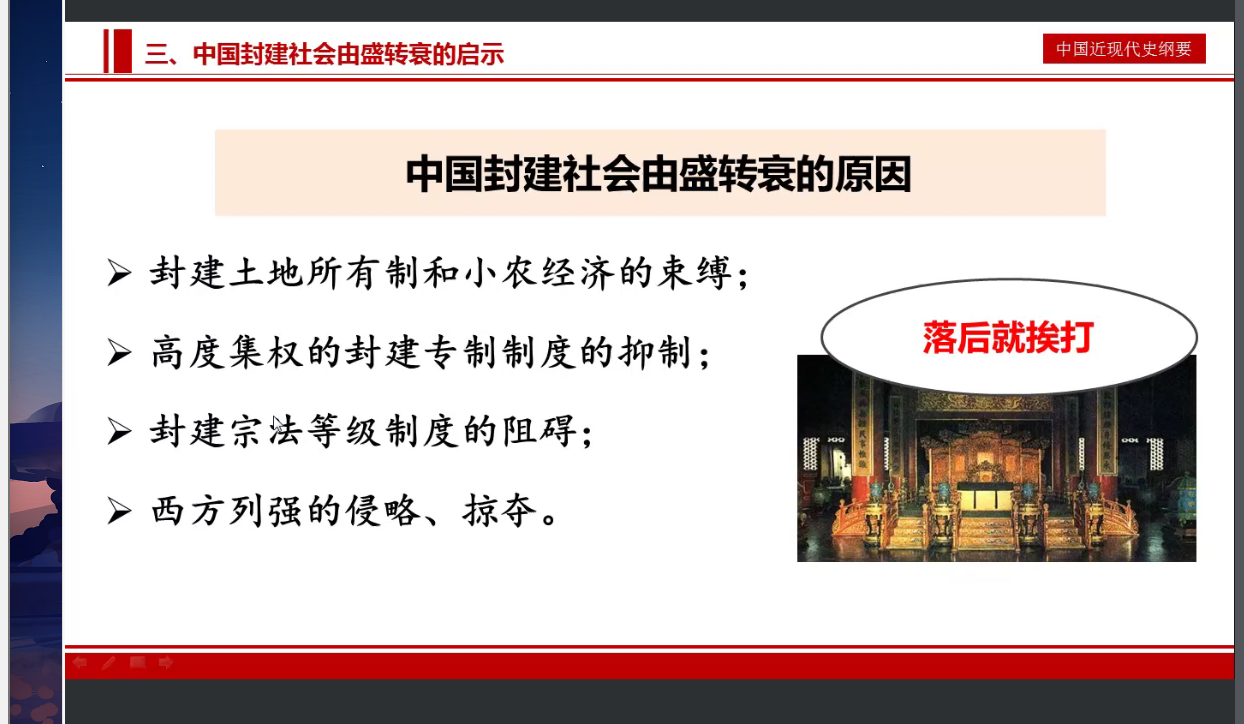 三、中国封建社会由盛转衰的启示
中国近现代史纲要
中国封建社会由盛转衰的原因
封建土地所有制和小农经济的束缚；
高度集权的封建专制制度的抑制；
封建宗法等级制度的阻碍；
西方列强的侵略、掠夺。
落后就挨打